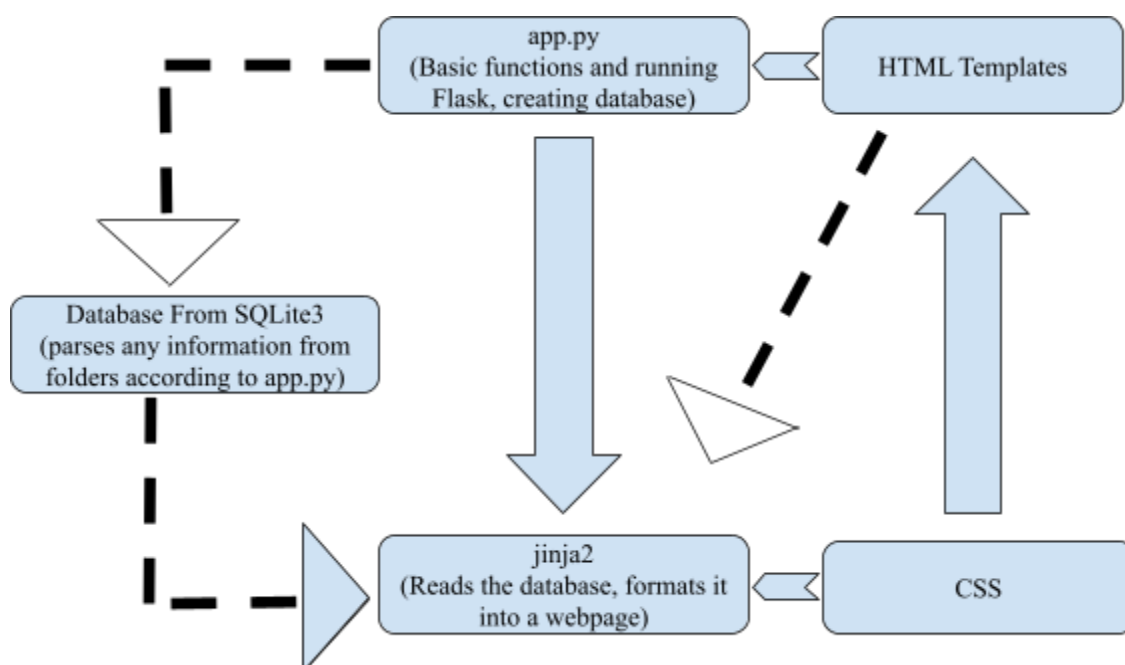 app.py
(Basic functions and running
Flask, creating database)
HTML Templates
Database From SQLite3
(parses any information from
folders according to app.py)
jinja2
(Reads the database, formats it
into a webpage)
CSS